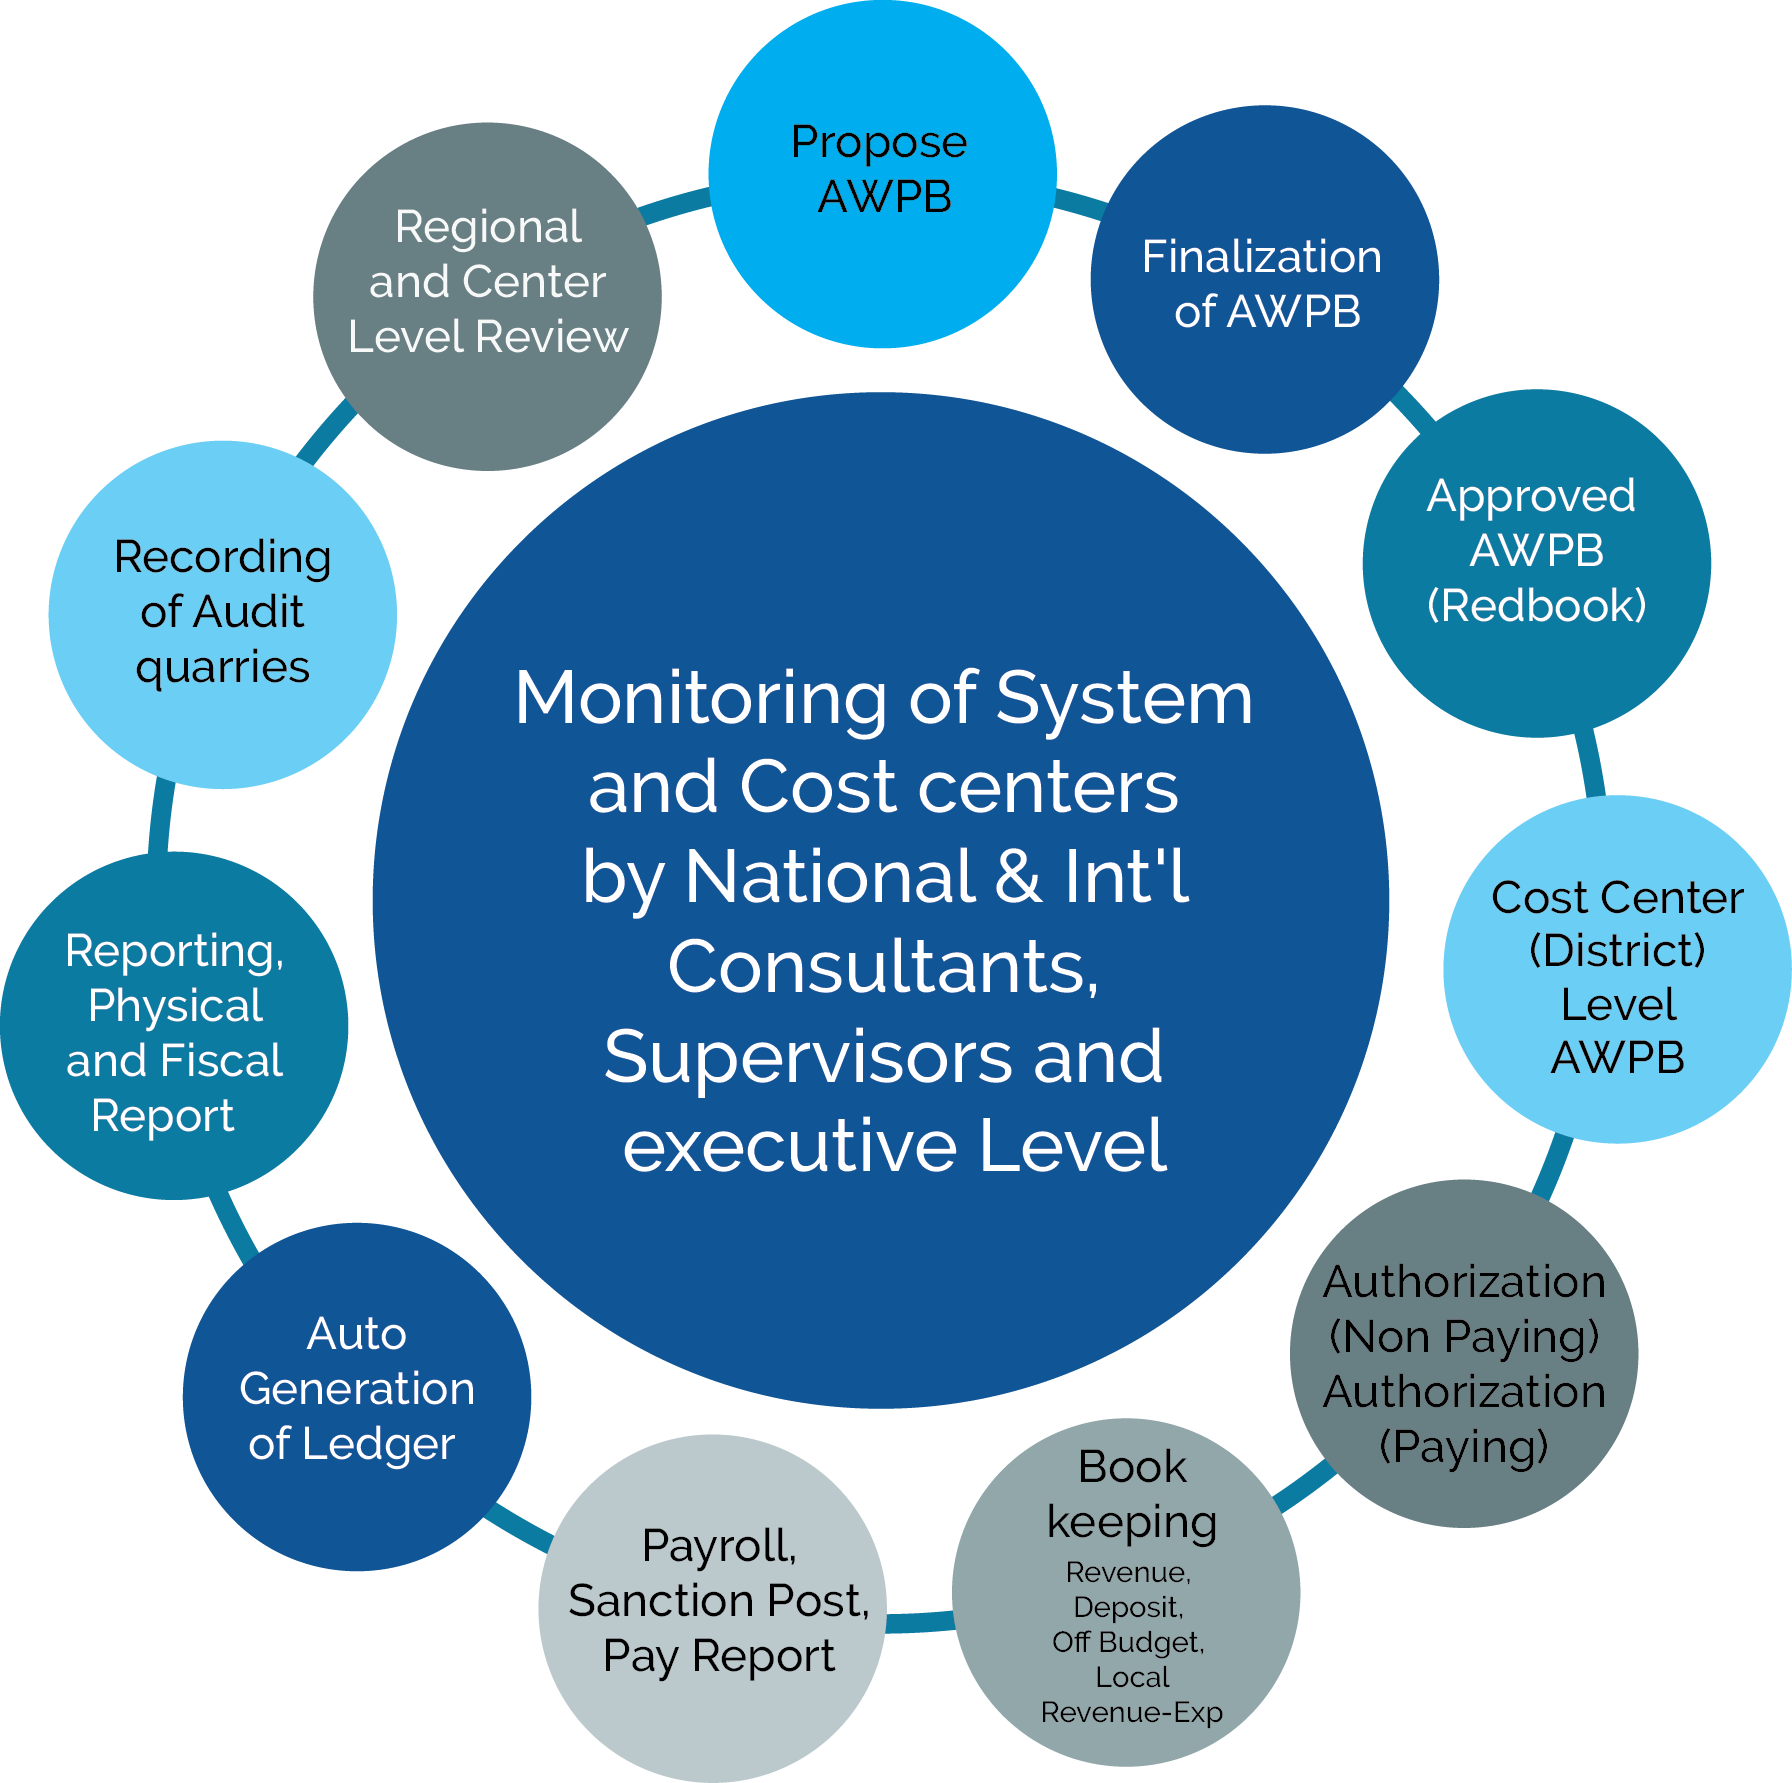 Propose
AWPB
Finalization
of AWPB
Approved
AWPB
(Redbook)
Cost Center
(District)
Level
AWPB
Authorization
(Non Paying)
Authorization
(Paying)
Book
keeping
Revenue,
Deposit,
Off Budget,
Local
Revenue-Exp
Payroll,
Sanction Post,
Pay Report
Auto
Generation
of Ledger
Reporting,
Physical
and Fiscal
Report
Recording
of Audit
quarries
Regional
and Center
Level Review
Monitoring of System
and Cost centers
by National & Int'l
Consultants,
Supervisors and
executive Level